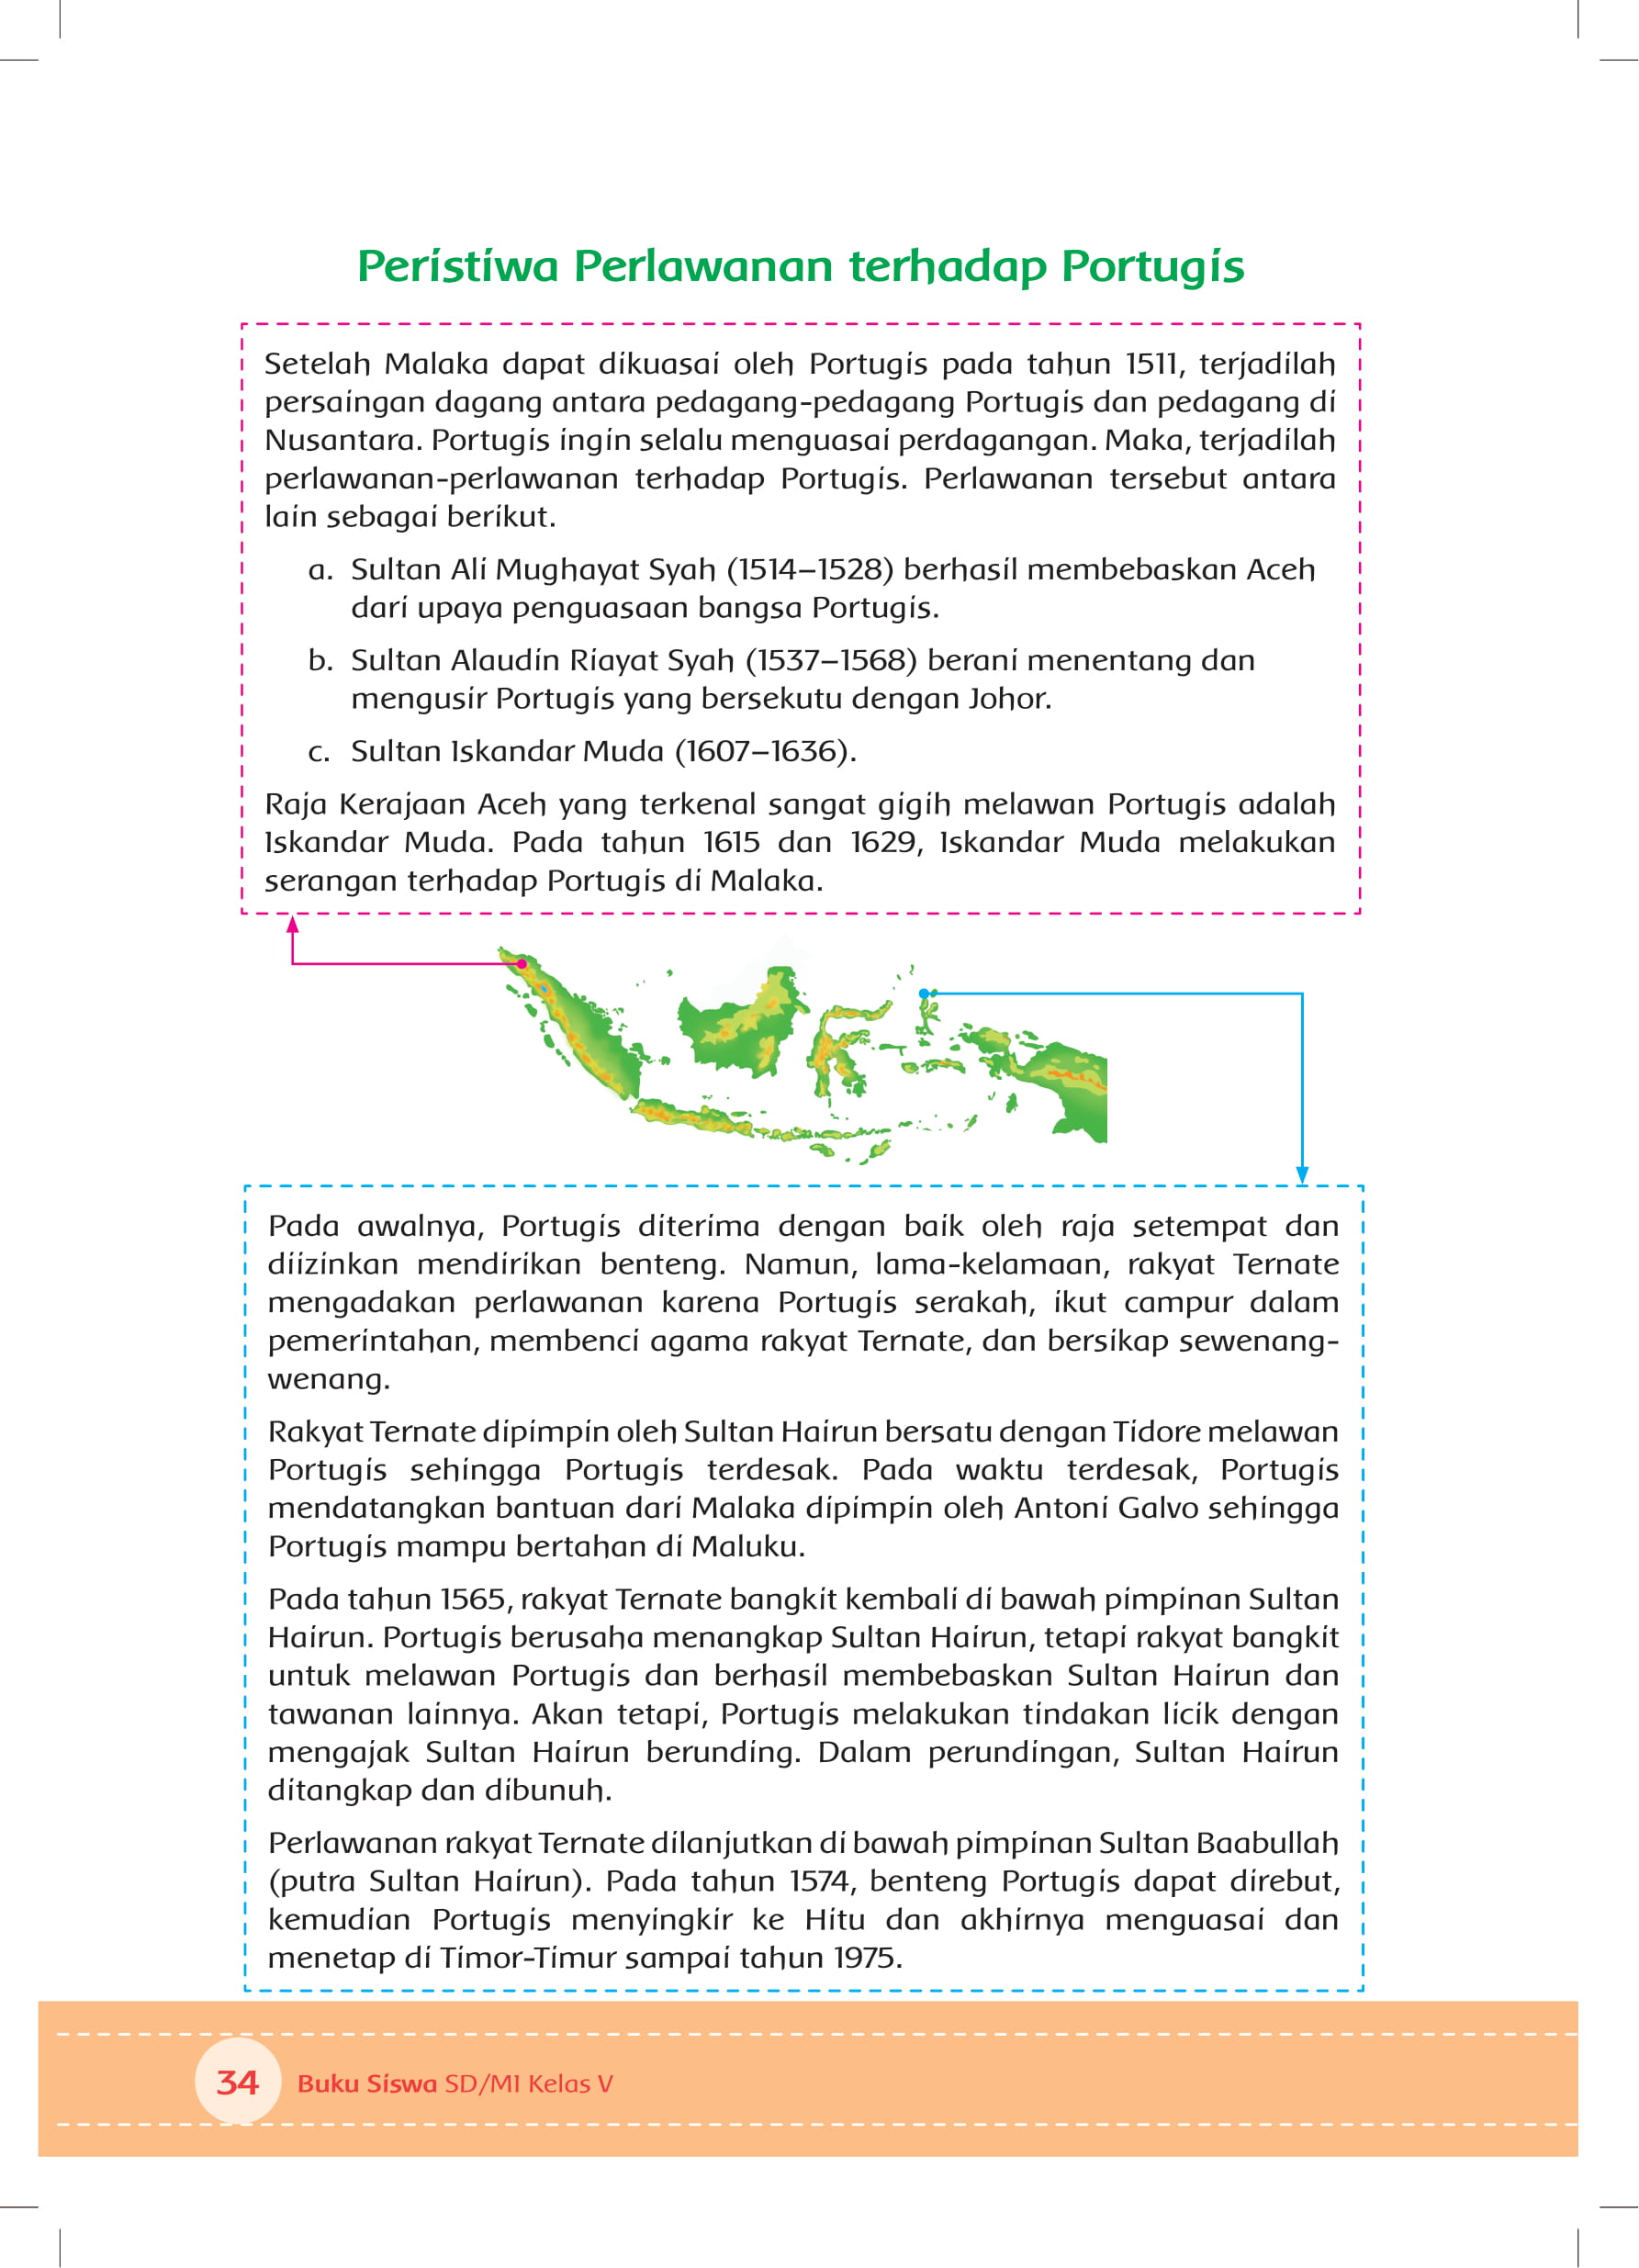 Peristiwa Perlawanan terhadap Portugis
Setelah Malaka dapat dikuasai oleh Portugis pada tahun 1511, terjadilah
persaingan dagang antara pedagang-pedagang Portugis dan pedagang di
Nusantara. Portugis ingin selalu menguasai perdagangan. Maka, terjadilah
perlawanan-perlawanan terhadap Portugis. Perlawanan tersebut antara
lain sebagai berikut.
a. Sultan Ali Mughayat Syah (1514–1528) berhasil membebaskan Aceh
dari upaya penguasaan bangsa Portugis.
b. Sultan Alaudin Riayat Syah (1537–1568) berani menentang dan
mengusir Portugis yang bersekutu dengan Johor.
c. Sultan Iskandar Muda (1607–1636).
Raja Kerajaan Aceh yang terkenal sangat gigih melawan Portugis adalah
Iskandar Muda. Pada tahun 1615 dan 1629, Iskandar Muda melakukan
serangan terhadap Portugis di Malaka.
Pada awalnya, Portugis diterima dengan baik oleh raja setempat dan
diizinkan mendirikan benteng. Namun, lama-kelamaan, rakyat Ternate
mengadakan perlawanan karena Portugis serakah, ikut campur dalam
pemerintahan, membenci agama rakyat Ternate, dan bersikap sewenang-
wenang.
Rakyat Ternate dipimpin oleh Sultan Hairun bersatu dengan Tidore melawan
Portugis sehingga Portugis terdesak. Pada waktu terdesak, Portugis
mendatangkan bantuan dari Malaka dipimpin oleh Antoni Galvo sehingga
Portugis mampu bertahan di Maluku.
Pada tahun 1565, rakyat Ternate bangkit kembali di bawah pimpinan Sultan
Hairun. Portugis berusaha menangkap Sultan Hairun, tetapi rakyat bangkit
untuk melawan Portugis dan berhasil membebaskan Sultan Hairun dan
tawanan lainnya. Akan tetapi, Portugis melakukan tindakan licik dengan
mengajak Sultan Hairun berunding. Dalam perundingan, Sultan Hairun
ditangkap dan dibunuh.
Perlawanan rakyat Ternate dilanjutkan di bawah pimpinan Sultan Baabullah
(putra Sultan Hairun). Pada tahun 1574, benteng Portugis dapat direbut,
kemudian Portugis menyingkir ke Hitu dan akhirnya menguasai dan
menetap di Timor-Timur sampai tahun 1975.
34 Buku Siswa SD/MI Kelas V